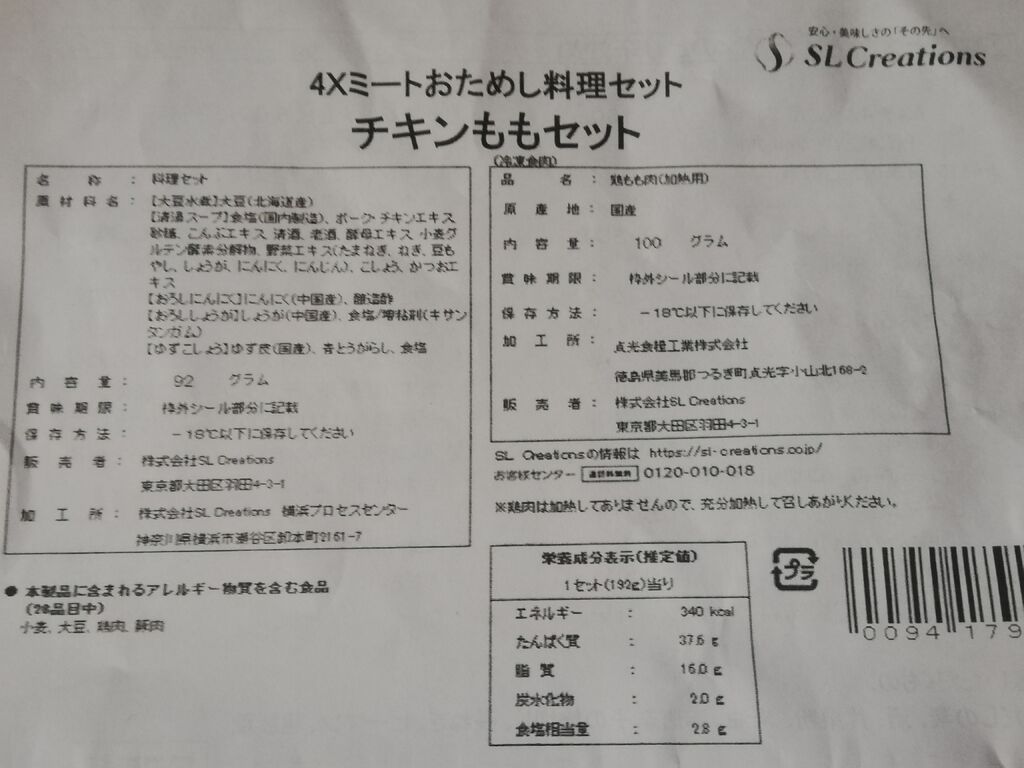 安心・美味しさの「その先」へ
SL Creations
4Xミートおためし料理セット
チキンももセット
名称：料理セット
原材料名：【大豆水煮】大豆(北海道産)
【清湯スープ】食塩(国内製造)、ポーク・チキンエキス、
砂糖、こんぶエキス、清酒、老酒、酵母エキス、小麦グ
ルテン酵素分解物、野菜エキス(たまねぎ、ねぎ、豆も
やし、しょうが、にんにく、にんじん)、こしょう、かつおエ
キス
【おろしにんにく】にんにく(中国産)、醸造酢
【おろししょうが】しょうが(中国産)、食塩/増粘剤(キサン
タンガム)
【ゆずこしょう】ゆず皮(国産)、青とうがらし、食塩
内容量：92 グラム
賞味期限：枠外シール部分に記載
保存方法：－18℃以下に保存してください
販売者：株式会社SL Creations
東京都大田区羽田4-3-1
加工所：株式会社SL Creations 横浜プロセスセンター
神奈川県横浜市瀬谷区卸本町2161-7
● 本製品に含まれるアレルギー物質を含む食品
(28品目中)
小麦、大豆、鶏肉、豚肉
(冷凍食肉)
品名：鶏もも肉(加熱用)
原産地：国産
内容量：100 グラム
賞味期限：枠外シール部分に記載
保存方法：－18℃以下に保存してください
加工所：貞光食糧工業株式会社
徳島県美馬郡つるぎ町貞光字小山北168-2
販売者：株式会社SL Creations
東京都大田区羽田4-3-1
SL Creationsの情報は https://sl-creations.co.jp/
お客様センター 通話料無料 0120-010-018
※鶏肉は加熱してありませんので、充分加熱して召しあがりください。
栄養成分表示(推定値)
1セット(192g)当り
エネルギー：340 kcal
たんぱく質：37.6 g
脂質：16.0 g
炭水化物：2.0 g
食塩相当量：2.8 g
プラ
0094179